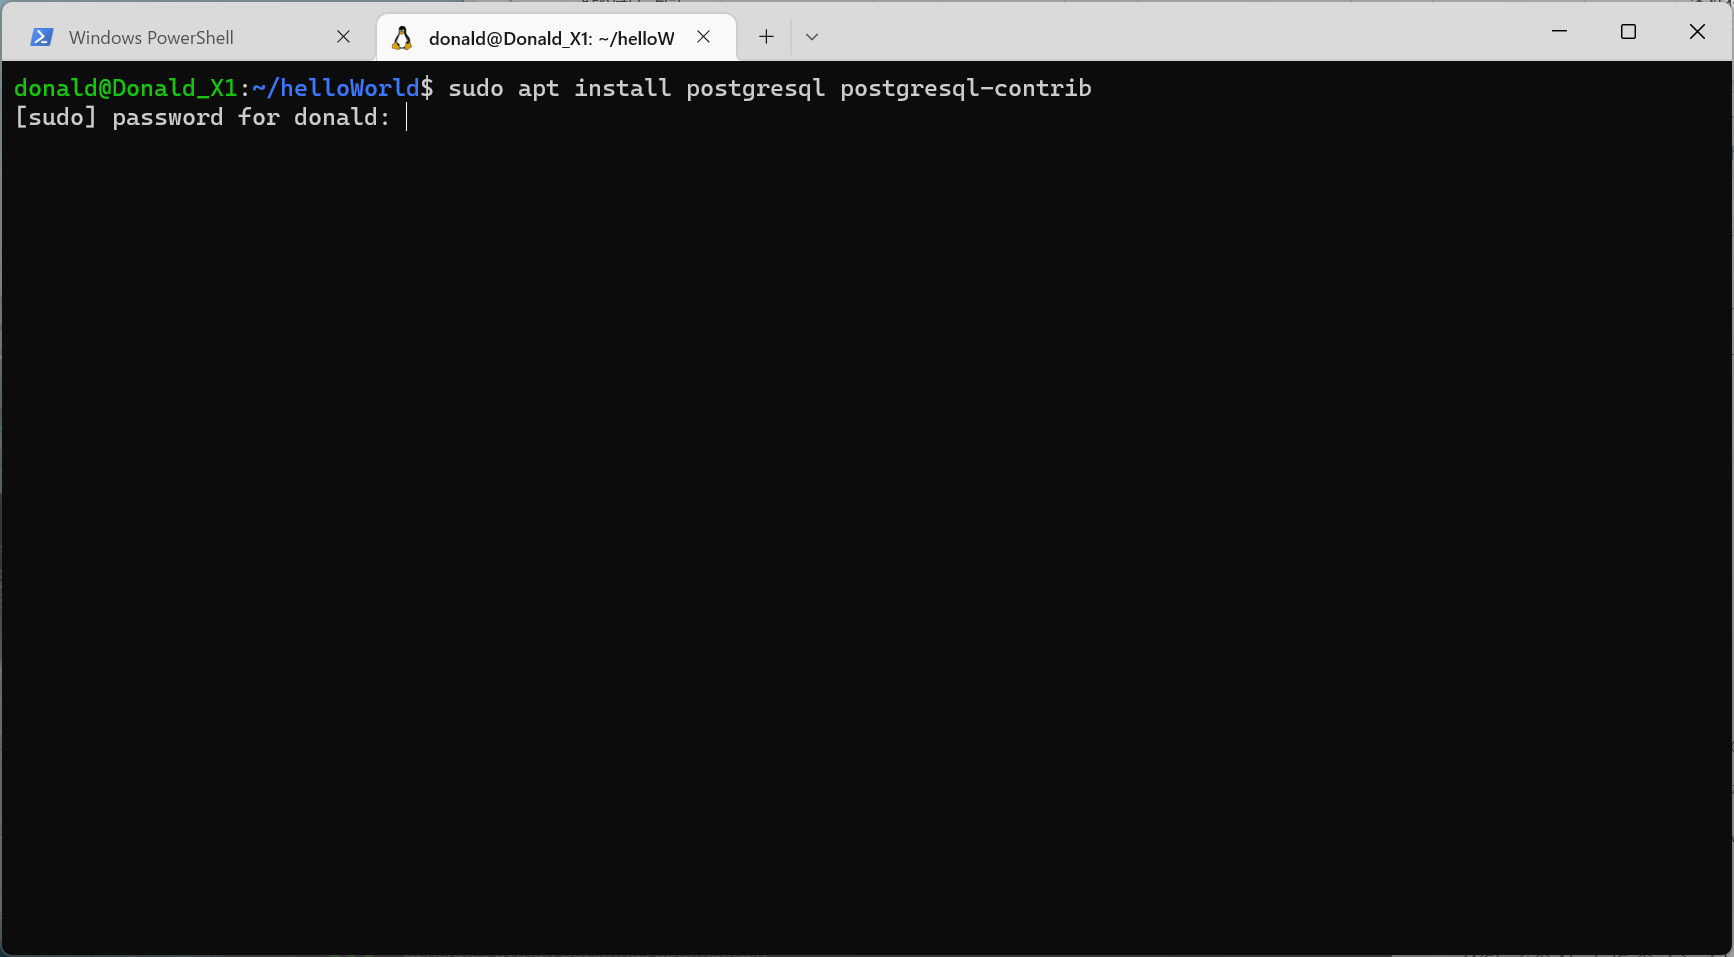 Windows PowerShell
donald@Donald_X1: ~/helloW
donald@Donald_X1:~/helloWorld$ sudo apt install postgresql postgresql-contrib
[sudo] password for donald: